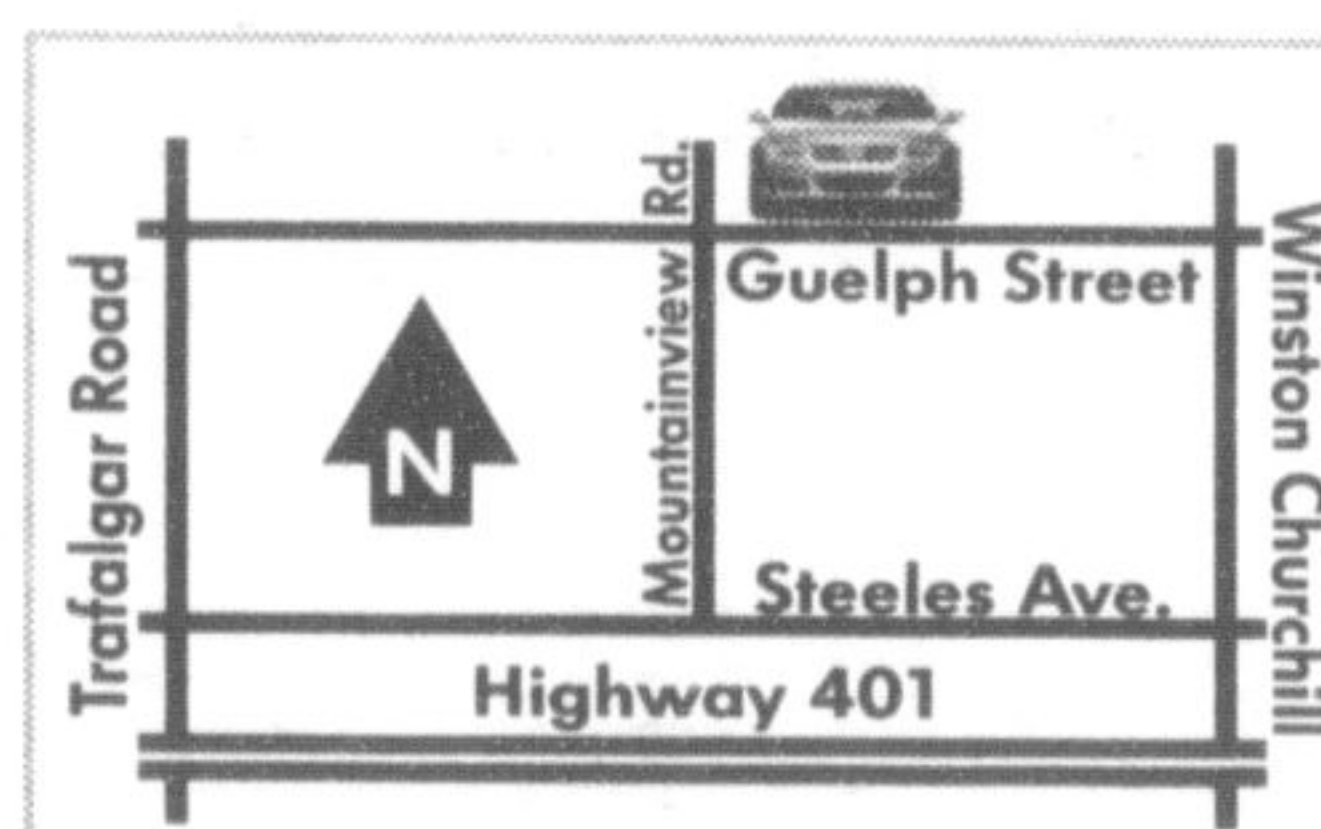 Trafalgar Road
Mountainview Rd.
Guelph Street
N
Steeles Ave.
Highway 401
Winston Churchill